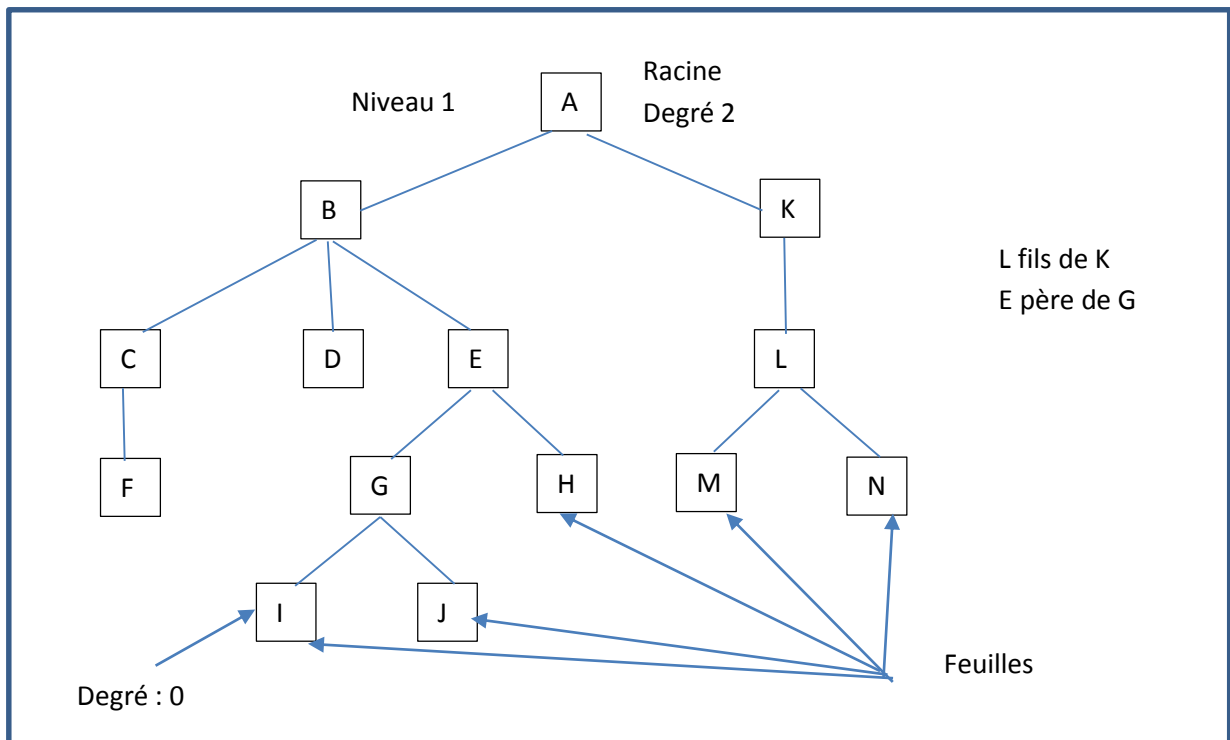 Racine
Niveau 1
A
Degré 2
B
K
L fils de K
E père de G
C
D
E
L
F
G
H
M
N
I
J
Feuilles
Degré : 0